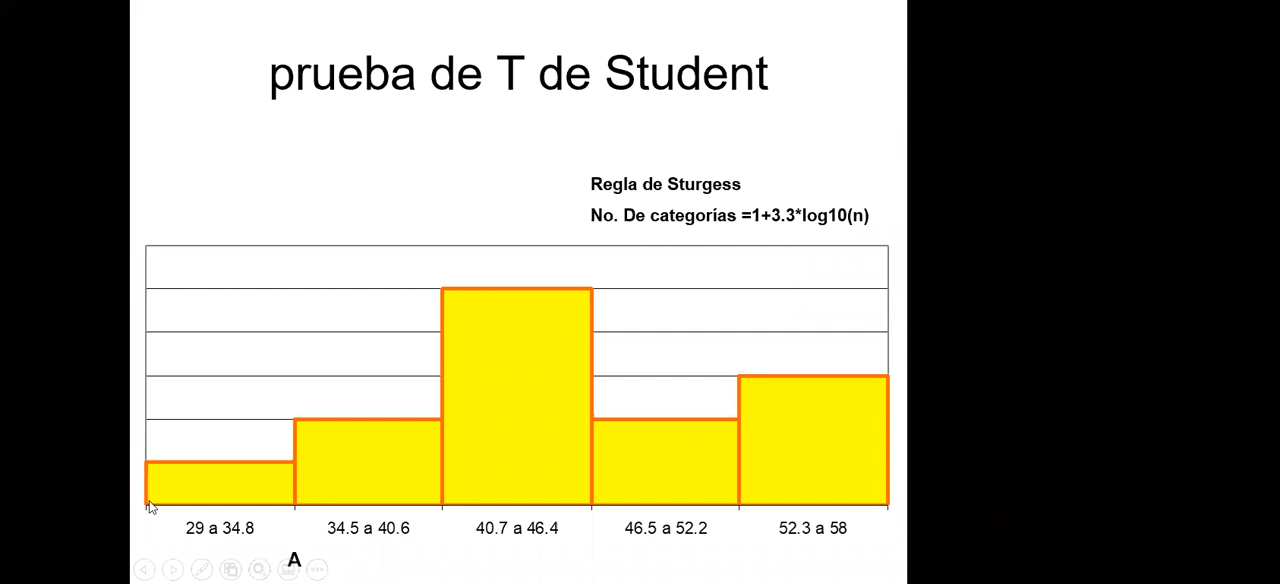 prueba de T de Student
Regla de Sturgess
No. De categorías =1+3.3*log10(n)
29 a 34.8
34.5 a 40.6
40.7 a 46.4
46.5 a 52.2
52.3 a 58
A